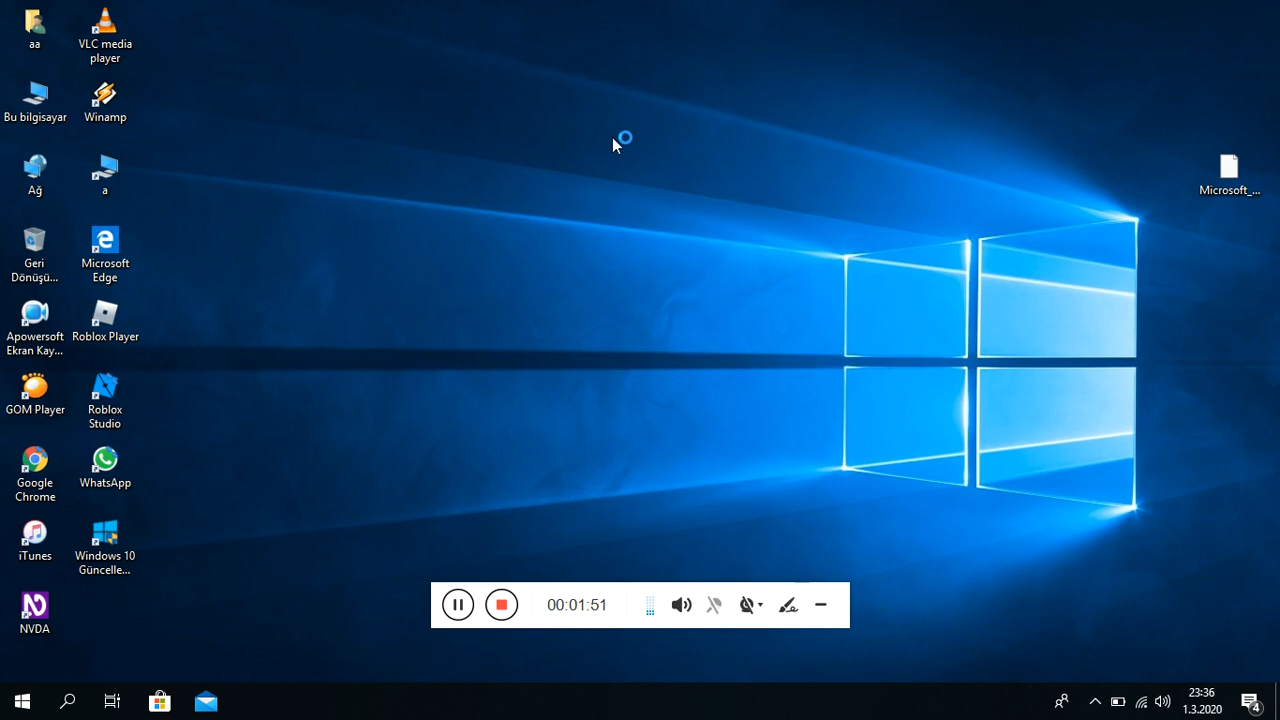 aa
VLC media
player
Bu bilgisayar
Winamp
Ağ
a
Geri
Dönüşü...
Microsoft
Edge
Apowersoft
Ekran Kay...
Roblox Player
GOM Player
Roblox
Studio
Google
Chrome
WhatsApp
iTunes
Windows 10
Güncelle...
NVDA
Microsoft_...
00:01:51
23:36
1.3.2020
4